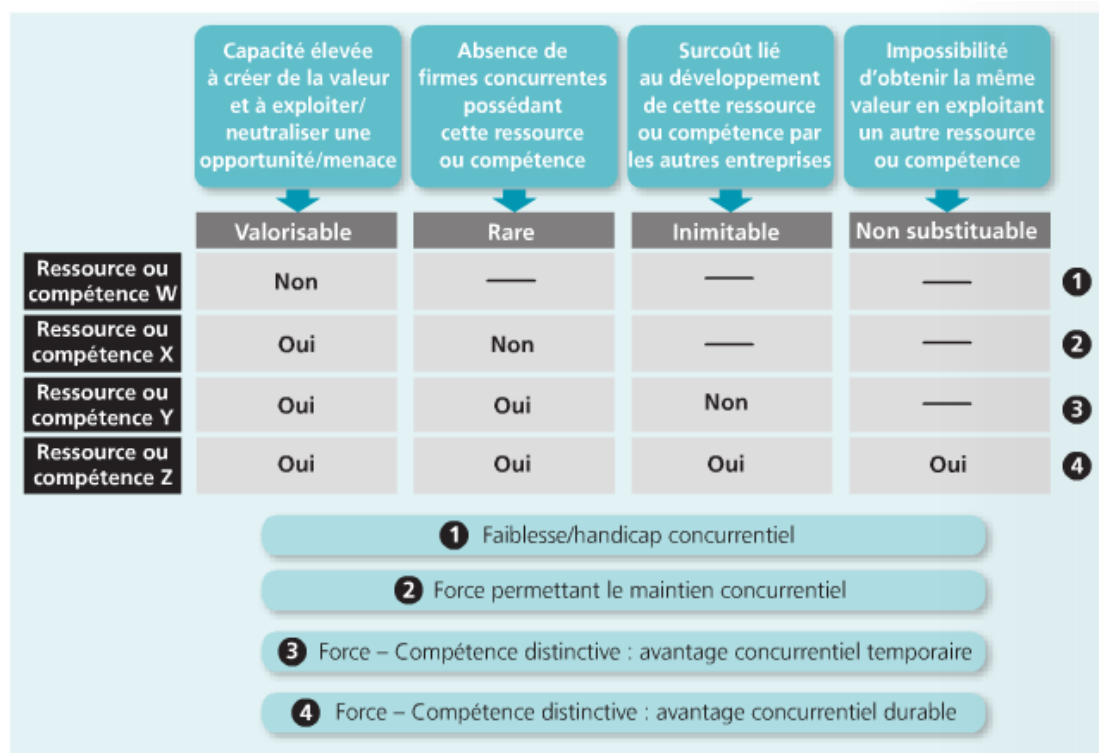 Capacité élevée
à créer de la valeur
et à exploiter/
neutraliser une
opportunité/menace
Absence de
firmes concurrentes
possédant
cette ressource
ou compétence
Surcoût lié
au développement
de cette ressource
ou compétence par
les autres entreprises
Impossibilité
d'obtenir la même
valeur en exploitant
un autre ressource
ou compétence
Valorisable Rare Inimitable Non substituable
Ressource ou
compétence W
Non — — — 1
Ressource ou
compétence X
Oui Non — — 2
Ressource ou
compétence Y
Oui Oui Non — 3
Ressource ou
compétence Z
Oui Oui Oui Oui 4
1 Faiblesse/handicap concurrentiel
2 Force permettant le maintien concurrentiel
3 Force – Compétence distinctive : avantage concurrentiel temporaire
4 Force – Compétence distinctive : avantage concurrentiel durable